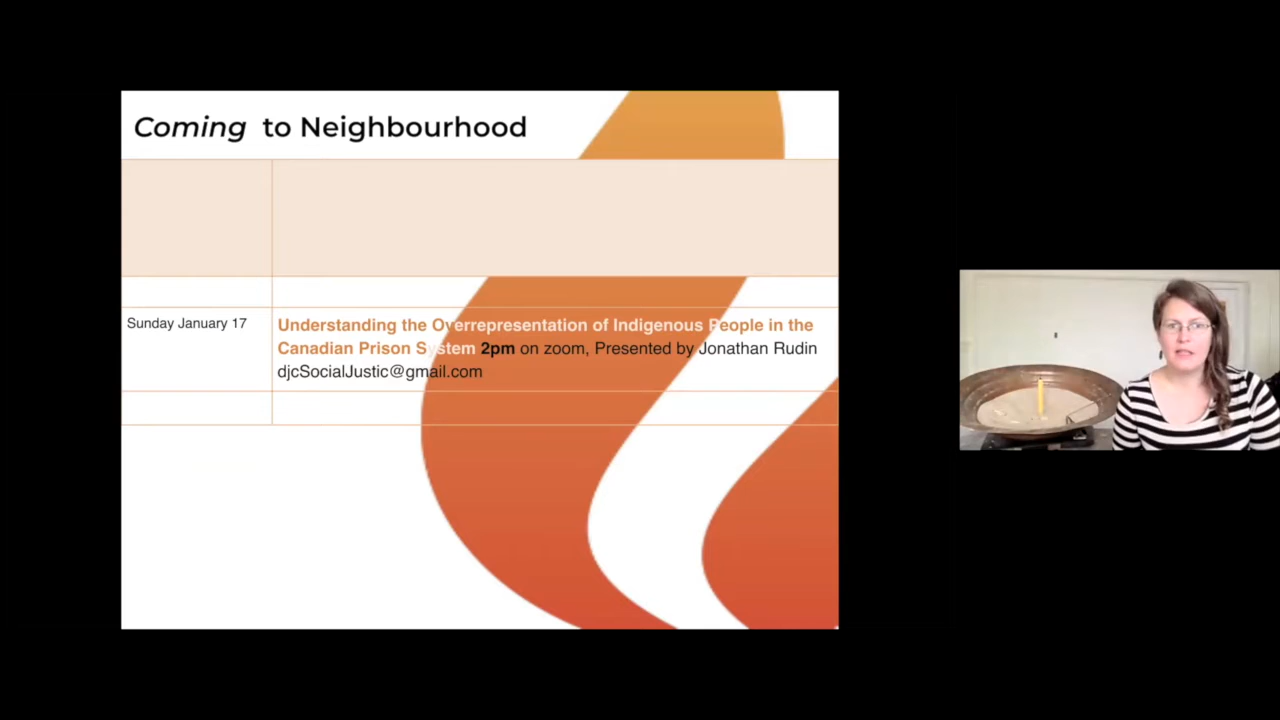 Coming to Neighbourhood
Sunday January 17
Understanding the Overrepresentation of Indigenous People in the
Canadian Prison System 2pm on zoom, Presented by Jonathan Rudin
djcSocialJustic@gmail.com